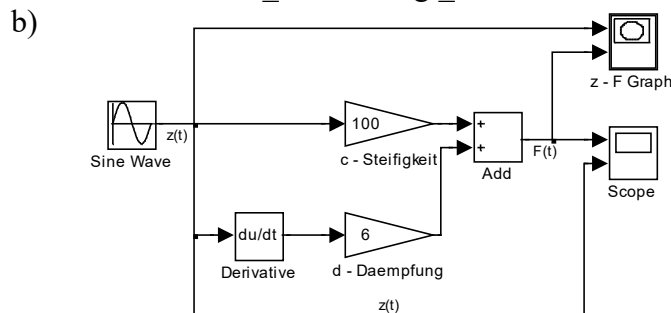 b)
z - F Graph
z(t)
100
+
+
F(t)
Sine Wave
c - Steifigkeit
Add
Scope
du/dt
6
Derivative
d - Daempfung
z(t)